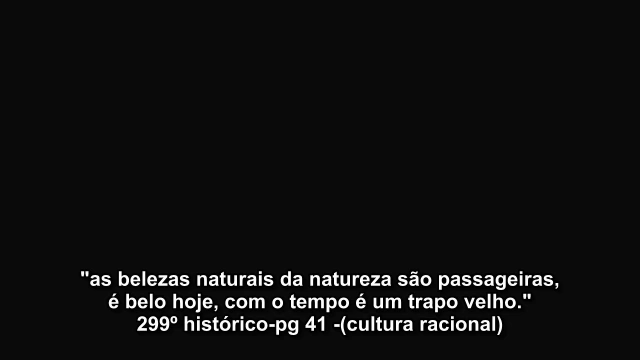 "as belezas naturais da natureza são passageiras,
é belo hoje, com o tempo é um trapo velho."
299º histórico-pg 41 -(cultura racional)